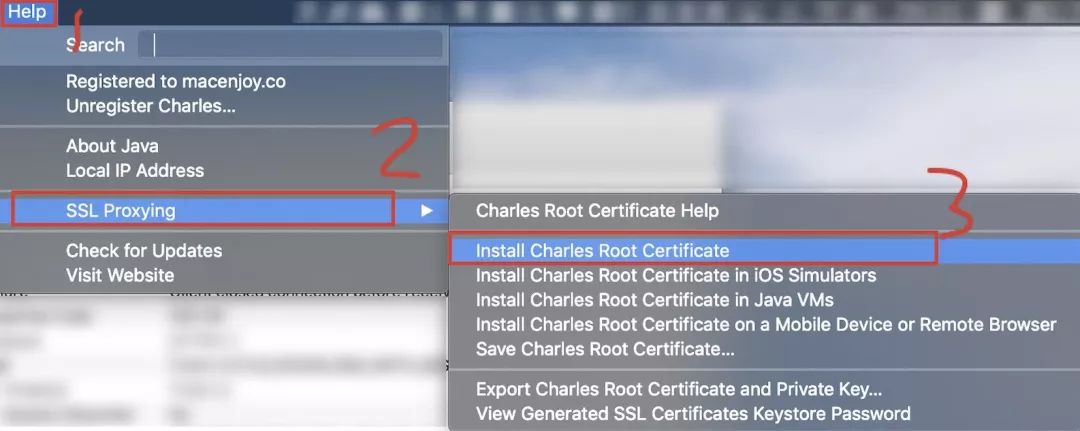 Help
1
Search
Registered to macenjoy.co
Unregister Charles...
About Java
2
Local IP Address
SSL Proxying
3
Charles Root Certificate Help
Check for Updates
Install Charles Root Certificate
Visit Website
Install Charles Root Certificate in iOS Simulators
Install Charles Root Certificate in Java VMs
Install Charles Root Certificate on a Mobile Device or Remote Browser
Save Charles Root Certificate...
Export Charles Root Certificate and Private Key...
View Generated SSL Certificates Keystore Password